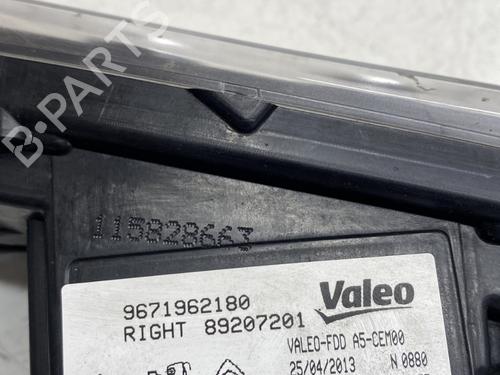 B-PARTS
115828663
9671962180
RIGHT 89207201
Valeo
VALEO-FDD A5-CEM00
25/04/2013 N 0880